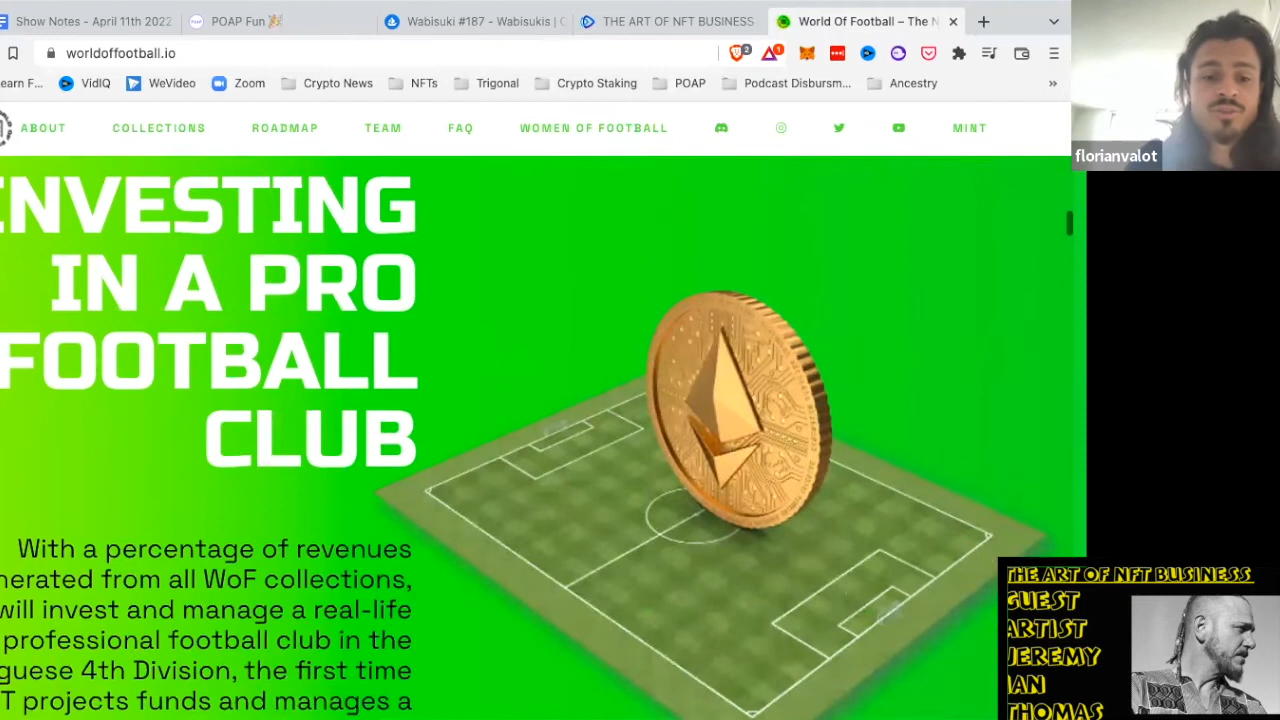 Show Notes - April 11th 2022
POAP Fun
Wabisuki #187 - Wabisukis |
THE ART OF NFT BUSINESS
World Of Football – The N
worldoffootball.io
2
1
earn F...
VidIQ
WeVideo
Zoom
Crypto News
NFTs
Trigonal
Crypto Staking
POAP
Podcast Disbursm...
Ancestry
»
ABOUT
COLLECTIONS
ROADMAP
TEAM
FAQ
WOMEN OF FOOTBALL
MINT
INVESTING
IN A PRO
FOOTBALL
CLUB
With a percentage of revenues
nerated from all WoF collections,
will invest and manage a real-life
professional football club in the
guese 4th Division, the first time
T projects funds and manages a
florianvalot
THE ART OF NFT BUSINESS
GUEST
ARTIST
JEREMY
IAN
THOMAS